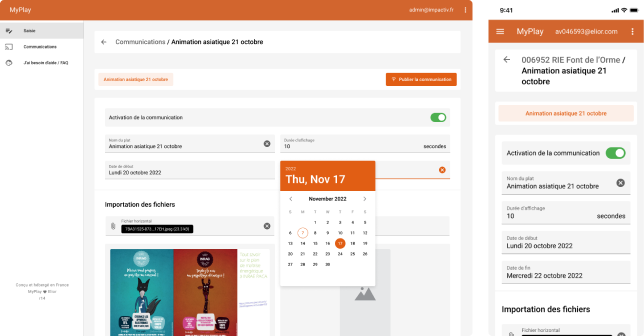 MyPlay
admin@impactiv.fr
Saisie
Communications
J'ai besoin d'aide / FAQ
Conçu et hébergé en France
MyPlay
Elior
← Communications / Animation asiatique 21 octobre
Animation asiatique 21 octobre
Publier la communication
Activation de la communication
Nom du plat
Animation asiatique 21 octobre
Durée d'affichage
10
secondes
Date de début
Lundi 20 octobre 2022
2022
Thu, Nov 17
November 2022
S M T W T F S
1 2 3 4 5
6 7 8 9 10 11 12
13 14 15 16 17 18 19
20 21 22 23 24 25 26
27 28 29 30
Importation des fichiers
Fichier horizontal
9:41
MyPlay
av046593@elior.com
← 006952 RIE Font de l'Orme /
Animation asiatique 21
octobre
Animation asiatique 21 octobre
Activation de la communication
Nom du plat
Animation asiatique 21 octobre
Durée d'affichage
10
secondes
Date de début
Lundi 20 octobre 2022
Date de fin
Mercredi 22 octobre 2022
Importation des fichiers
Fichier horizontal